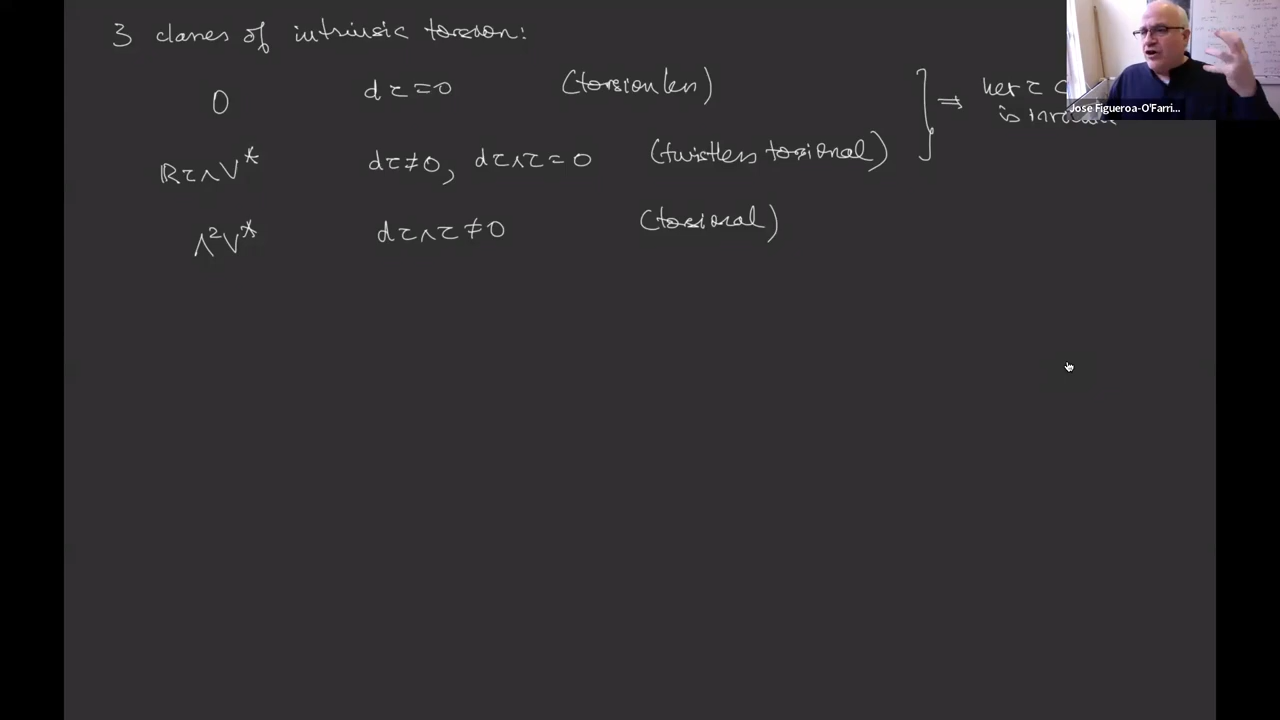 3 classes of intrinsic torsion:
0 dτ=0 (torsionless) ⇒ ker τ
ℝτ∧V* dτ≠0, dτ∧τ=0 (twistless torsional) is
Λ²V* dτ∧τ≠0 (torsional)
Jose Figueroa-O'Farri...